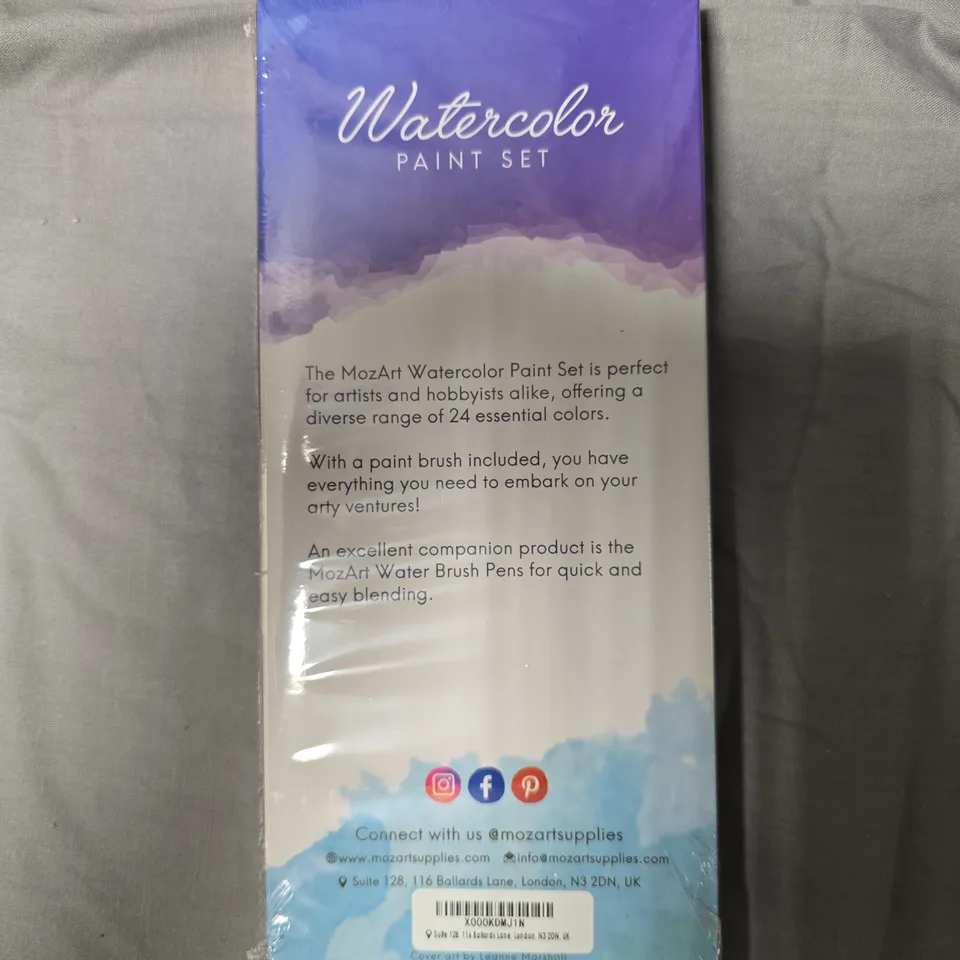 Watercolor
PAINT SET
The MozArt Watercolor Paint Set is perfect
for artists and hobbyists alike, offering a
diverse range of 24 essential colors.
With a paint brush included, you have
everything you need to embark on your
arty ventures!
An excellent companion product is the
MozArt Water Brush Pens for quick and
easy blending.
Connect with us @mozartsupplies
www.mozartsupplies.com info@mozartsupplies.com
Suite 128, 116 Ballards Lane, London, N3 2DN, UK
X000KDMJ1N
Suite 128, 116 Ballards Lane, London, N3 2DN, UK
Cover art by Leanne Marshall